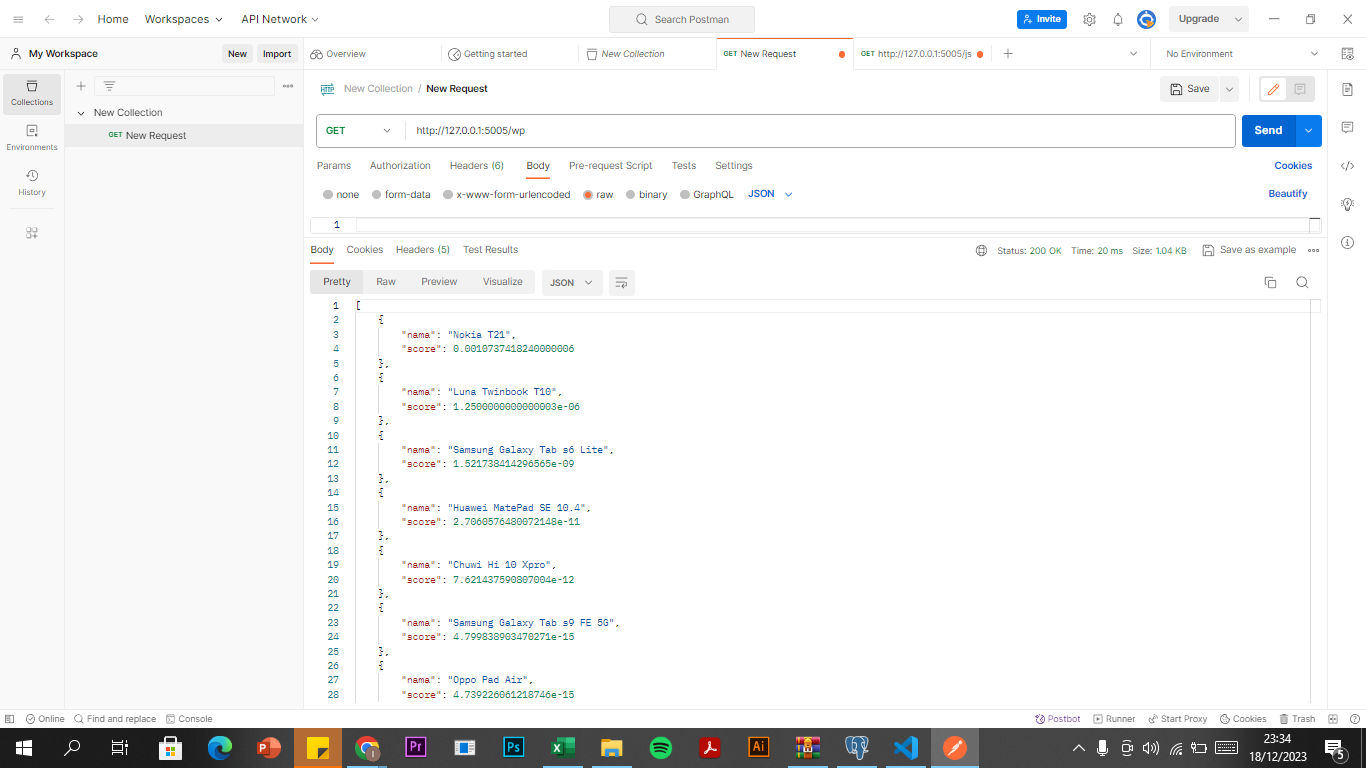 Home Workspaces API Network Search Postman Invite Upgrade
My Workspace New Import Overview Getting started New Collection GET New Request GET http://127.0.0.1:5005/js No Environment
Collections
New Collection
GET New Request
Environments
History
HTTP New Collection / New Request Save
GET http://127.0.0.1:5005/wp Send
Params Authorization Headers (6) Body Pre-request Script Tests Settings Cookies
none form-data x-www-form-urlencoded raw binary GraphQL JSON Beautify
1
Body Cookies Headers (5) Test Results Status: 200 OK Time: 20 ms Size: 1.04 KB Save as example
Pretty Raw Preview Visualize JSON
1 [
2 {
3 "nama": "Nokia T21",
4 "score": 0.0010737418240000006
5 },
6 {
7 "nama": "Luna Twinbook T10",
8 "score": 1.2500000000000003e-06
9 },
10 {
11 "nama": "Samsung Galaxy Tab s6 Lite",
12 "score": 1.521738414296565e-09
13 },
14 {
15 "nama": "Huawei MatePad SE 10.4",
16 "score": 2.7060576480072148e-11
17 },
18 {
19 "nama": "Chuwi Hi 10 Xpro",
20 "score": 7.621437590807004e-12
21 },
22 {
23 "nama": "Samsung Galaxy Tab s9 FE 5G",
24 "score": 4.799838903470271e-15
25 },
26 {
27 "nama": "Oppo Pad Air",
28 "score": 4.739226061218746e-15
Online Find and replace Console Postbot Runner Start Proxy Cookies Trash
Pr Ps Ai
23:34
18/12/2023
5